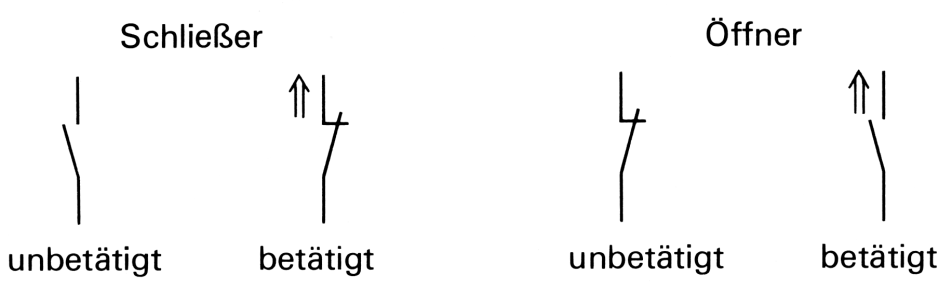 Schließer
Öffner
unbetätigt
betätigt
unbetätigt
betätigt